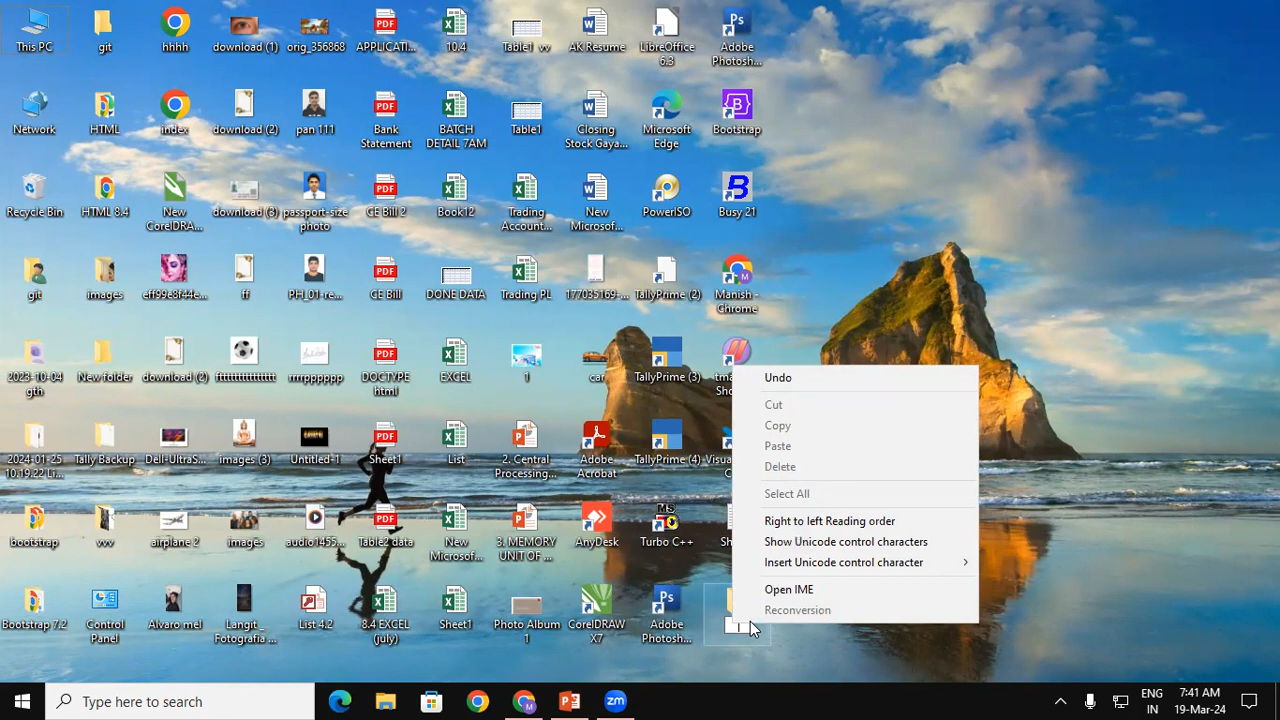 This PC
git
hhhh
download (1)
orig_356868
APPLICATI...
10.4
Table1_vv
AK Resume
LibreOffice
6.3
Adobe
Photosh...
Network
HTML
index
download (2)
pan 111
Bank
Statement
BATCH
DETAIL 7AM
Table1
Closing
Stock Gaya...
Microsoft
Edge
Bootstrap
Recycle Bin
HTML 8.4
New
CorelDRA...
download (3)
passport-size
photo
CE Bill 2
Book12
Trading
Account...
New
Microsof...
PowerISO
Busy 21
git
images
eff99e8f44e...
ff
PH_01-re...
CE Bill
DONE DATA
Trading PL
177035169-...
TallyPrime (2)
Manish -
Chrome
2023-10-04
gth
New folder
download (2)
rrrrpppppp
DOCTYPE
html
EXCEL
1
car
TallyPrime (3)
2024-01-25
10.19.22 Li...
Tally Backup
Dell-UltraS...
images (3)
Untitled-1
Sheet1
List
2. Central
Processing...
Adobe
Acrobat
TallyPrime (4)
bootstrap
vvv
airplane 2
images
audio1455...
Table2 data
New
Microsof...
3. MEMORY
UNIT OF ...
AnyDesk
Turbo C++
Bootstrap 7.2
Control
Panel
Alvaro mel
Langit_
Fotografia ...
List 4.2
8.4 EXCEL
(july)
Sheet1
Photo Album
1
CorelDRAW
X7
Adobe
Photosh...
Undo
Cut
Copy
Paste
Delete
Select All
Right to left Reading order
Show Unicode control characters
Insert Unicode control character
Open IME
Reconversion
Type here to search
ENG
IN
7:41 AM
19-Mar-24